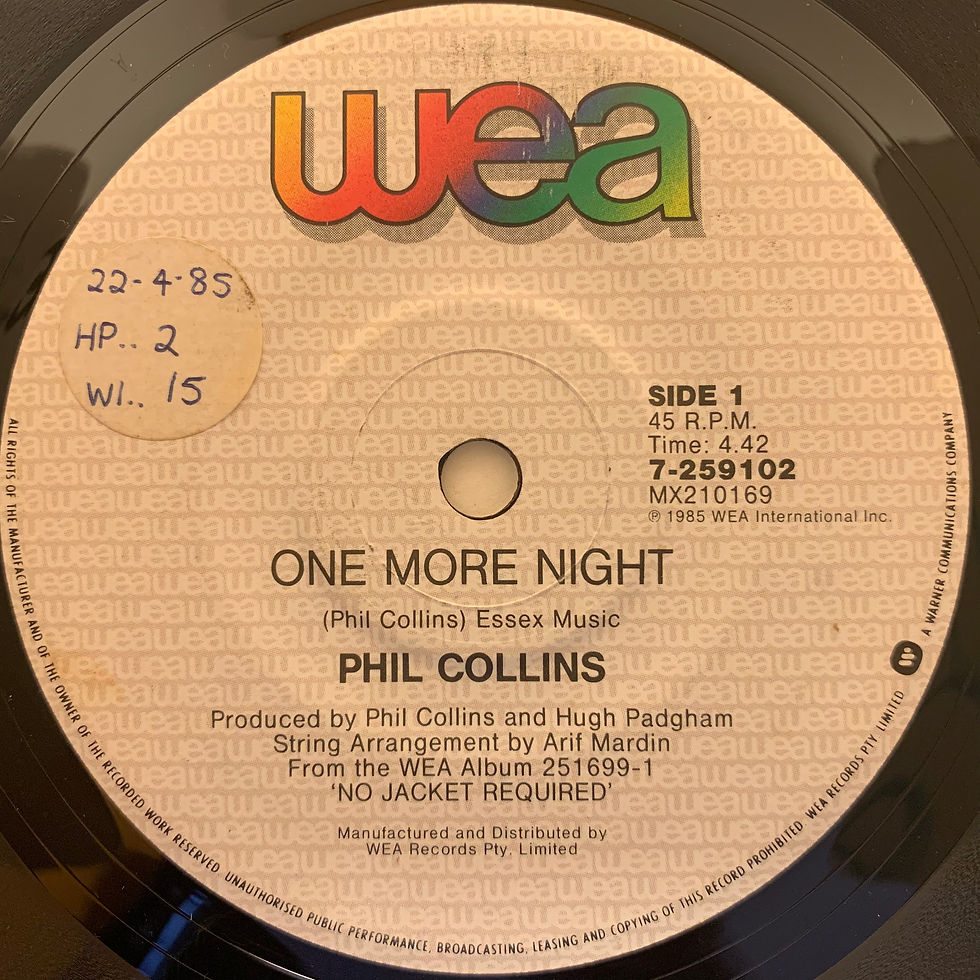 wea
22-4-85
HP.. 2
WI.. 15
SIDE 1
45 R.P.M.
Time: 4.42
7-259102
MX210169
℗ 1985 WEA International Inc.
ONE MORE NIGHT
(Phil Collins) Essex Music
PHIL COLLINS
Produced by Phil Collins and Hugh Padgham
String Arrangement by Arif Mardin
From the WEA Album 251699-1
‘NO JACKET REQUIRED’
Manufactured and Distributed by
WEA Records Pty. Limited
ALL RIGHTS OF THE MANUFACTURER AND OF THE OWNER OF THE RECORDED WORK RESERVED. UNAUTHORISED PUBLIC PERFORMANCE, BROADCASTING, LEASING AND COPYING OF THIS RECORD PROHIBITED. WEA RECORDS PTY LIMITED
A WARNER COMMUNICATIONS COMPANY